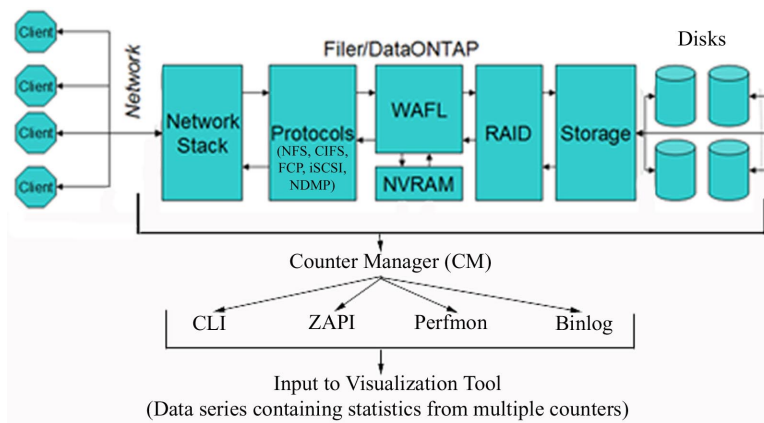 Client
Client
Client
Client
Network
Filer/DataONTAP
Disks
Network
Stack
Protocols
(NFS, CIFS,
FCP, iSCSI,
NDMP)
WAFL
NVRAM
RAID
Storage
Counter Manager (CM)
CLI
ZAPI
Perfmon
Binlog
Input to Visualization Tool
(Data series containing statistics from multiple counters)